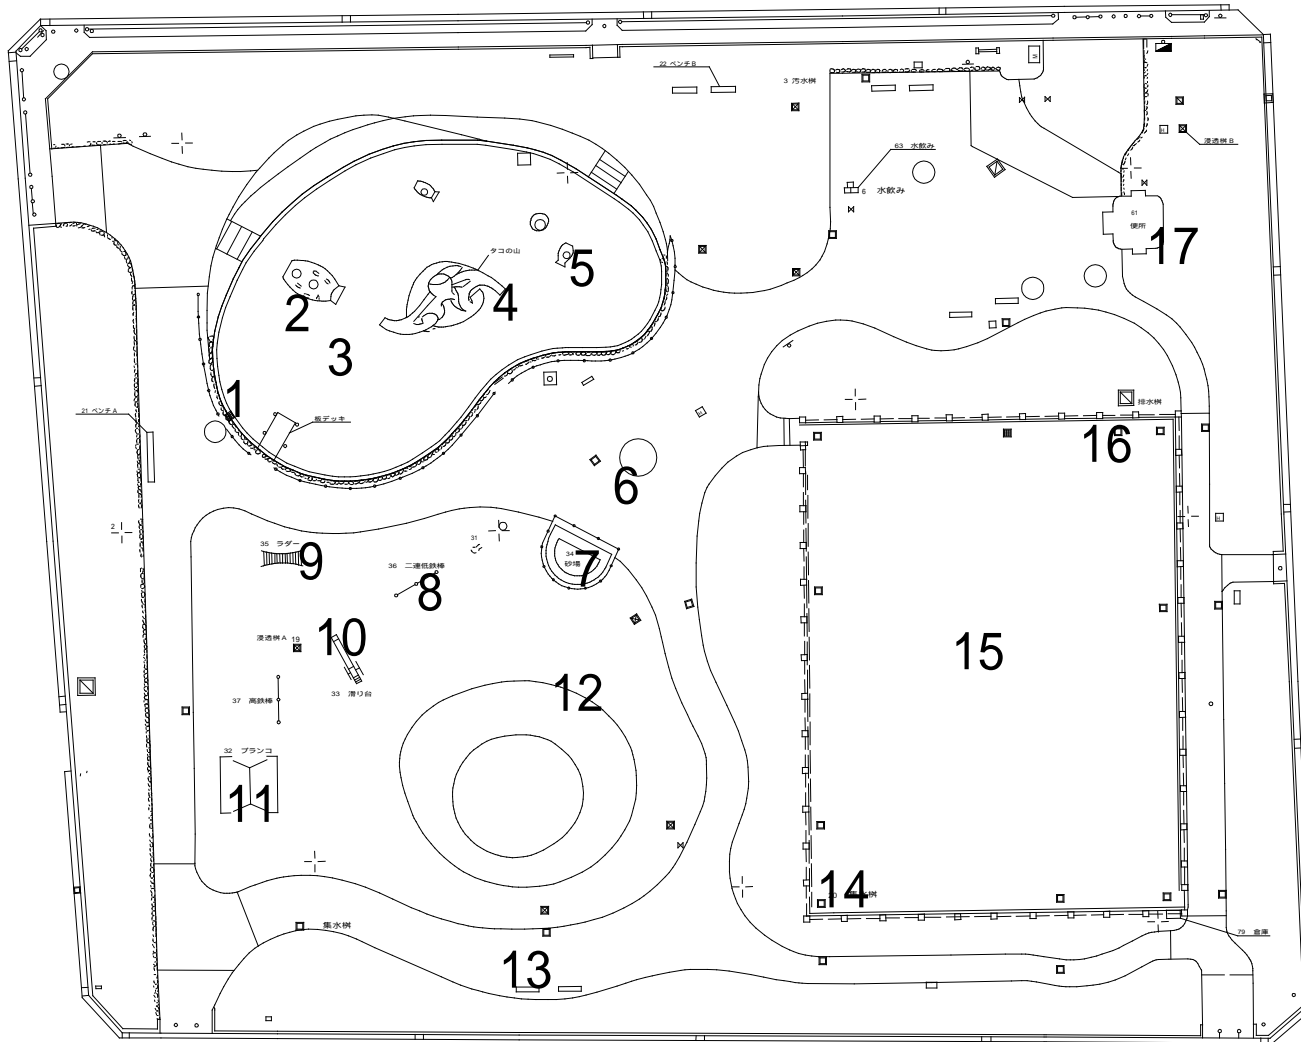 22 ベンチB
3 汚水桝
63 水飲み
浸透桝 B
6 水飲み
61
便所
17
タコの山
5
2
4
3
1
21 ベンチA
板デッキ
排水桝
16
6
2
35 ラダー
9
31
36 二連低鉄棒
8
34
砂場
7
浸透桝 A 19
10
15
33 滑り台
12
37 高鉄棒
32 ブランコ
11
14
集水桝
79 倉庫
13